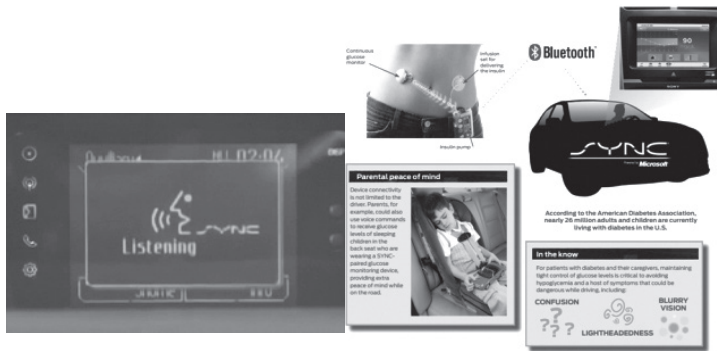 Listening
SYNC
Continuous
glucose
monitor
Infusion
set for
delivering
the insulin
Insulin pump
Bluetooth
90
SONY
SYNC
Powered by Microsoft
Parental peace of mind
Device connectivity
is not limited to the
driver. Parents, for
example, could also
use voice commands
to receive glucose
levels of sleeping
children in the
back seat who are
wearing a SYNC-
paired glucose
monitoring device,
providing extra
peace of mind while
on the road.
According to the American Diabetes Association,
nearly 26 million adults and children are currently
living with diabetes in the U.S.
In the know
For patients with diabetes and their caregivers, maintaining
tight control of glucose levels is critical to avoiding
hypoglycemia and a host of symptoms that could be
dangerous while driving, including:
CONFUSION
? ? ? ?
LIGHTHEADEDNESS
BLURRY
VISION